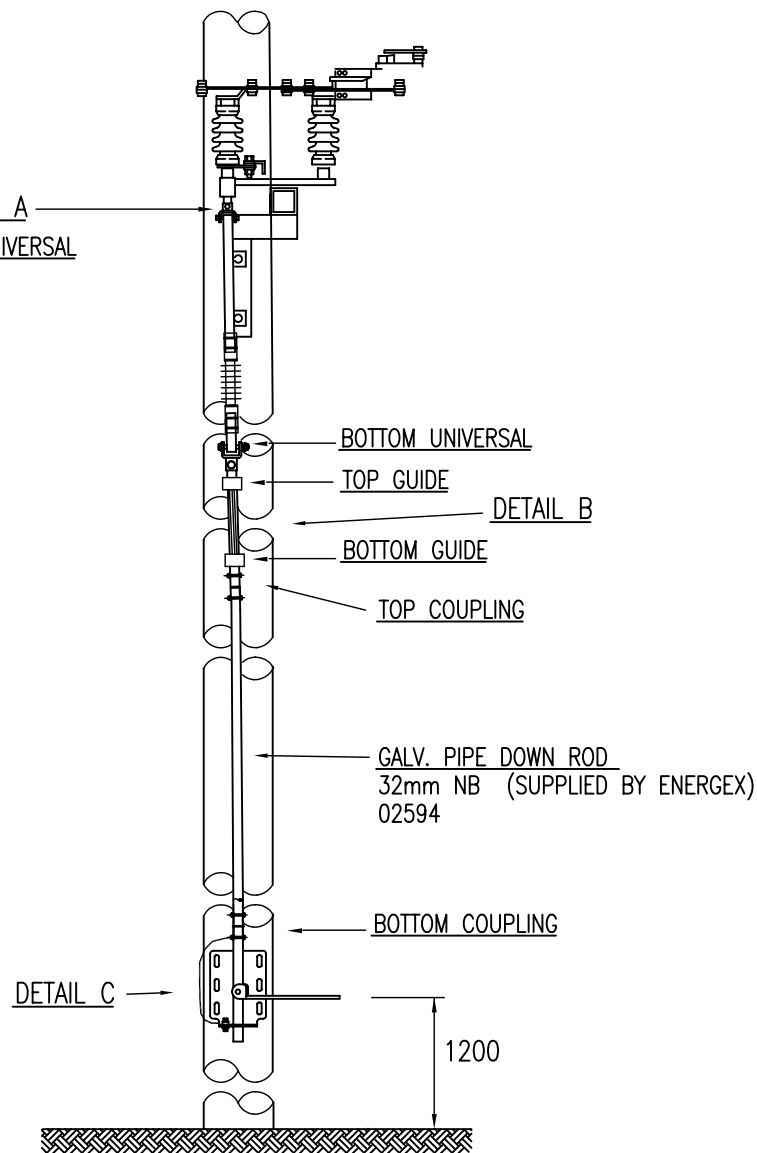 A
IVERSAL
BOTTOM UNIVERSAL
TOP GUIDE
DETAIL B
BOTTOM GUIDE
TOP COUPLING
GALV. PIPE DOWN ROD
32mm NB (SUPPLIED BY ENERGEX)
02594
BOTTOM COUPLING
DETAIL C
1200